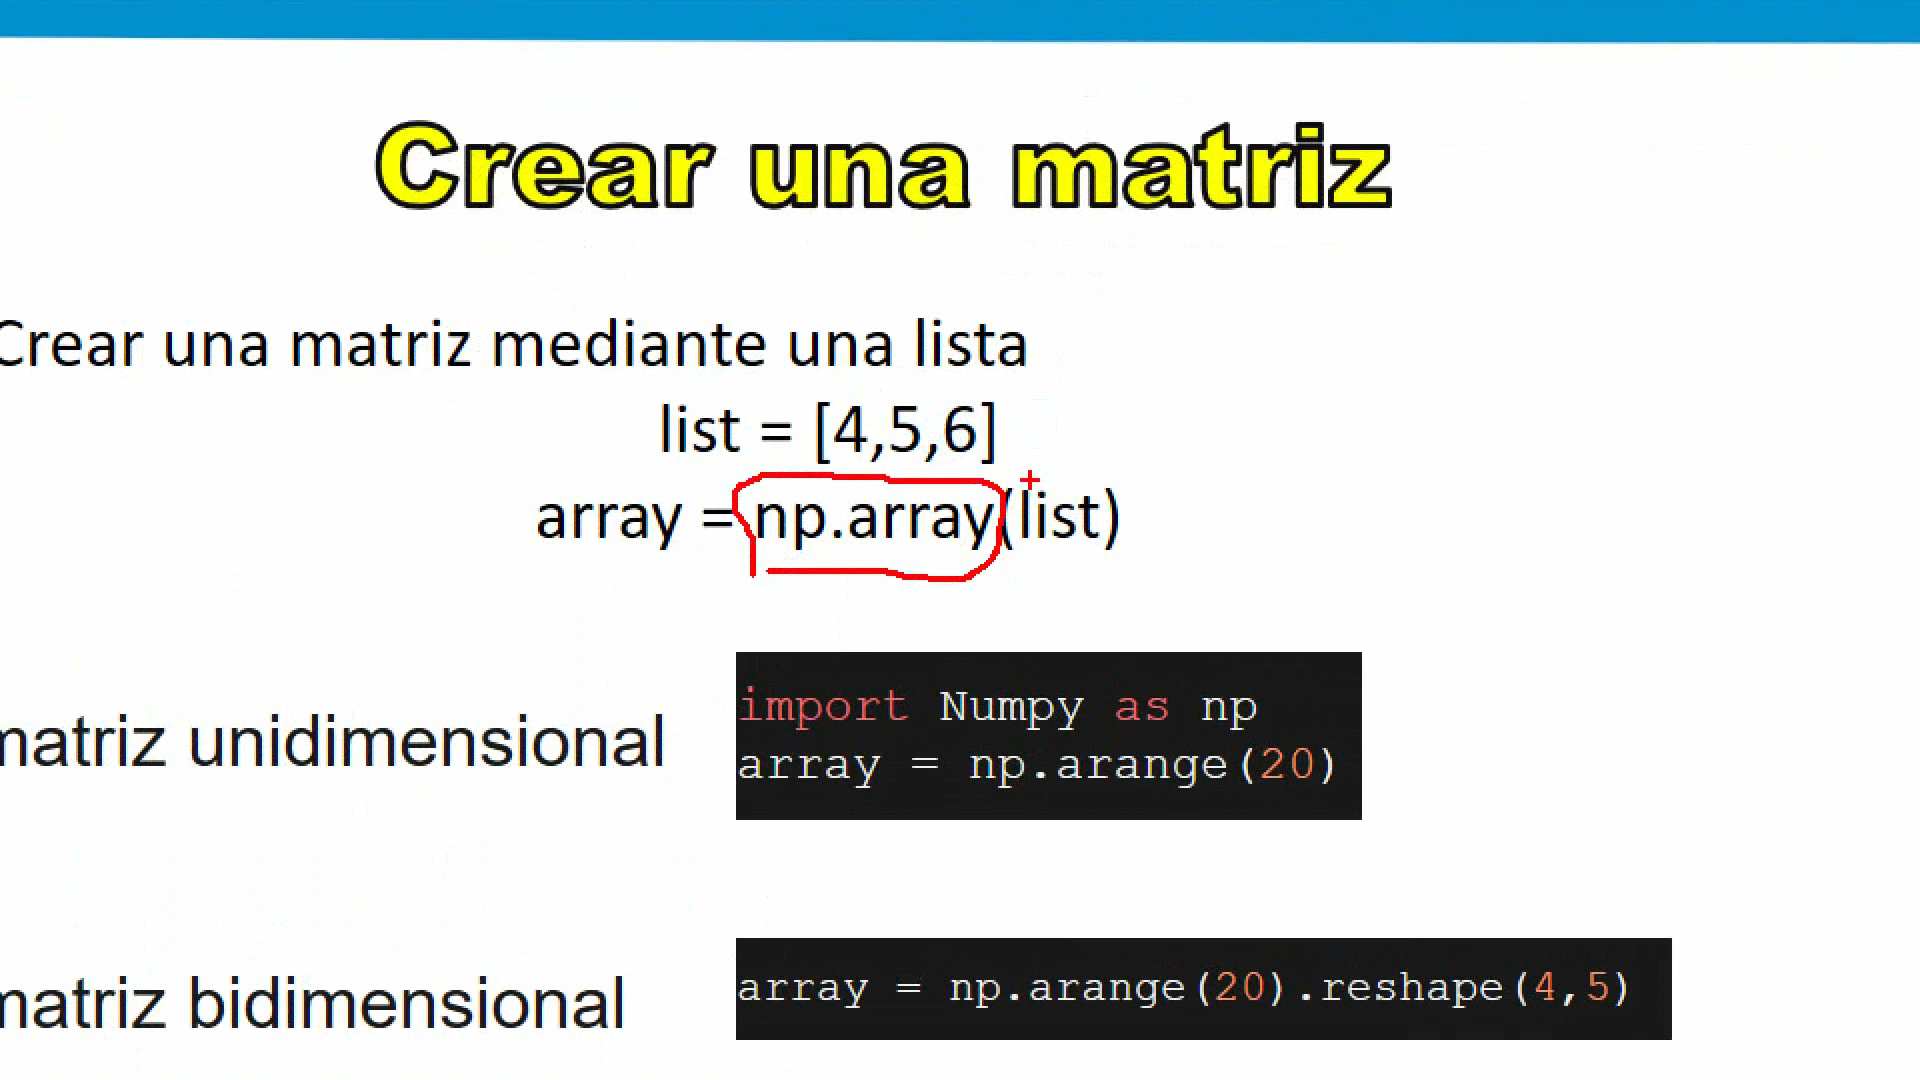 Crear una matriz
Crear una matriz mediante una lista
list = [4,5,6]
array = np.array(list)
matriz unidimensional
import Numpy as np
array = np.arange(20)
matriz bidimensional
array = np.arange(20).reshape(4,5)